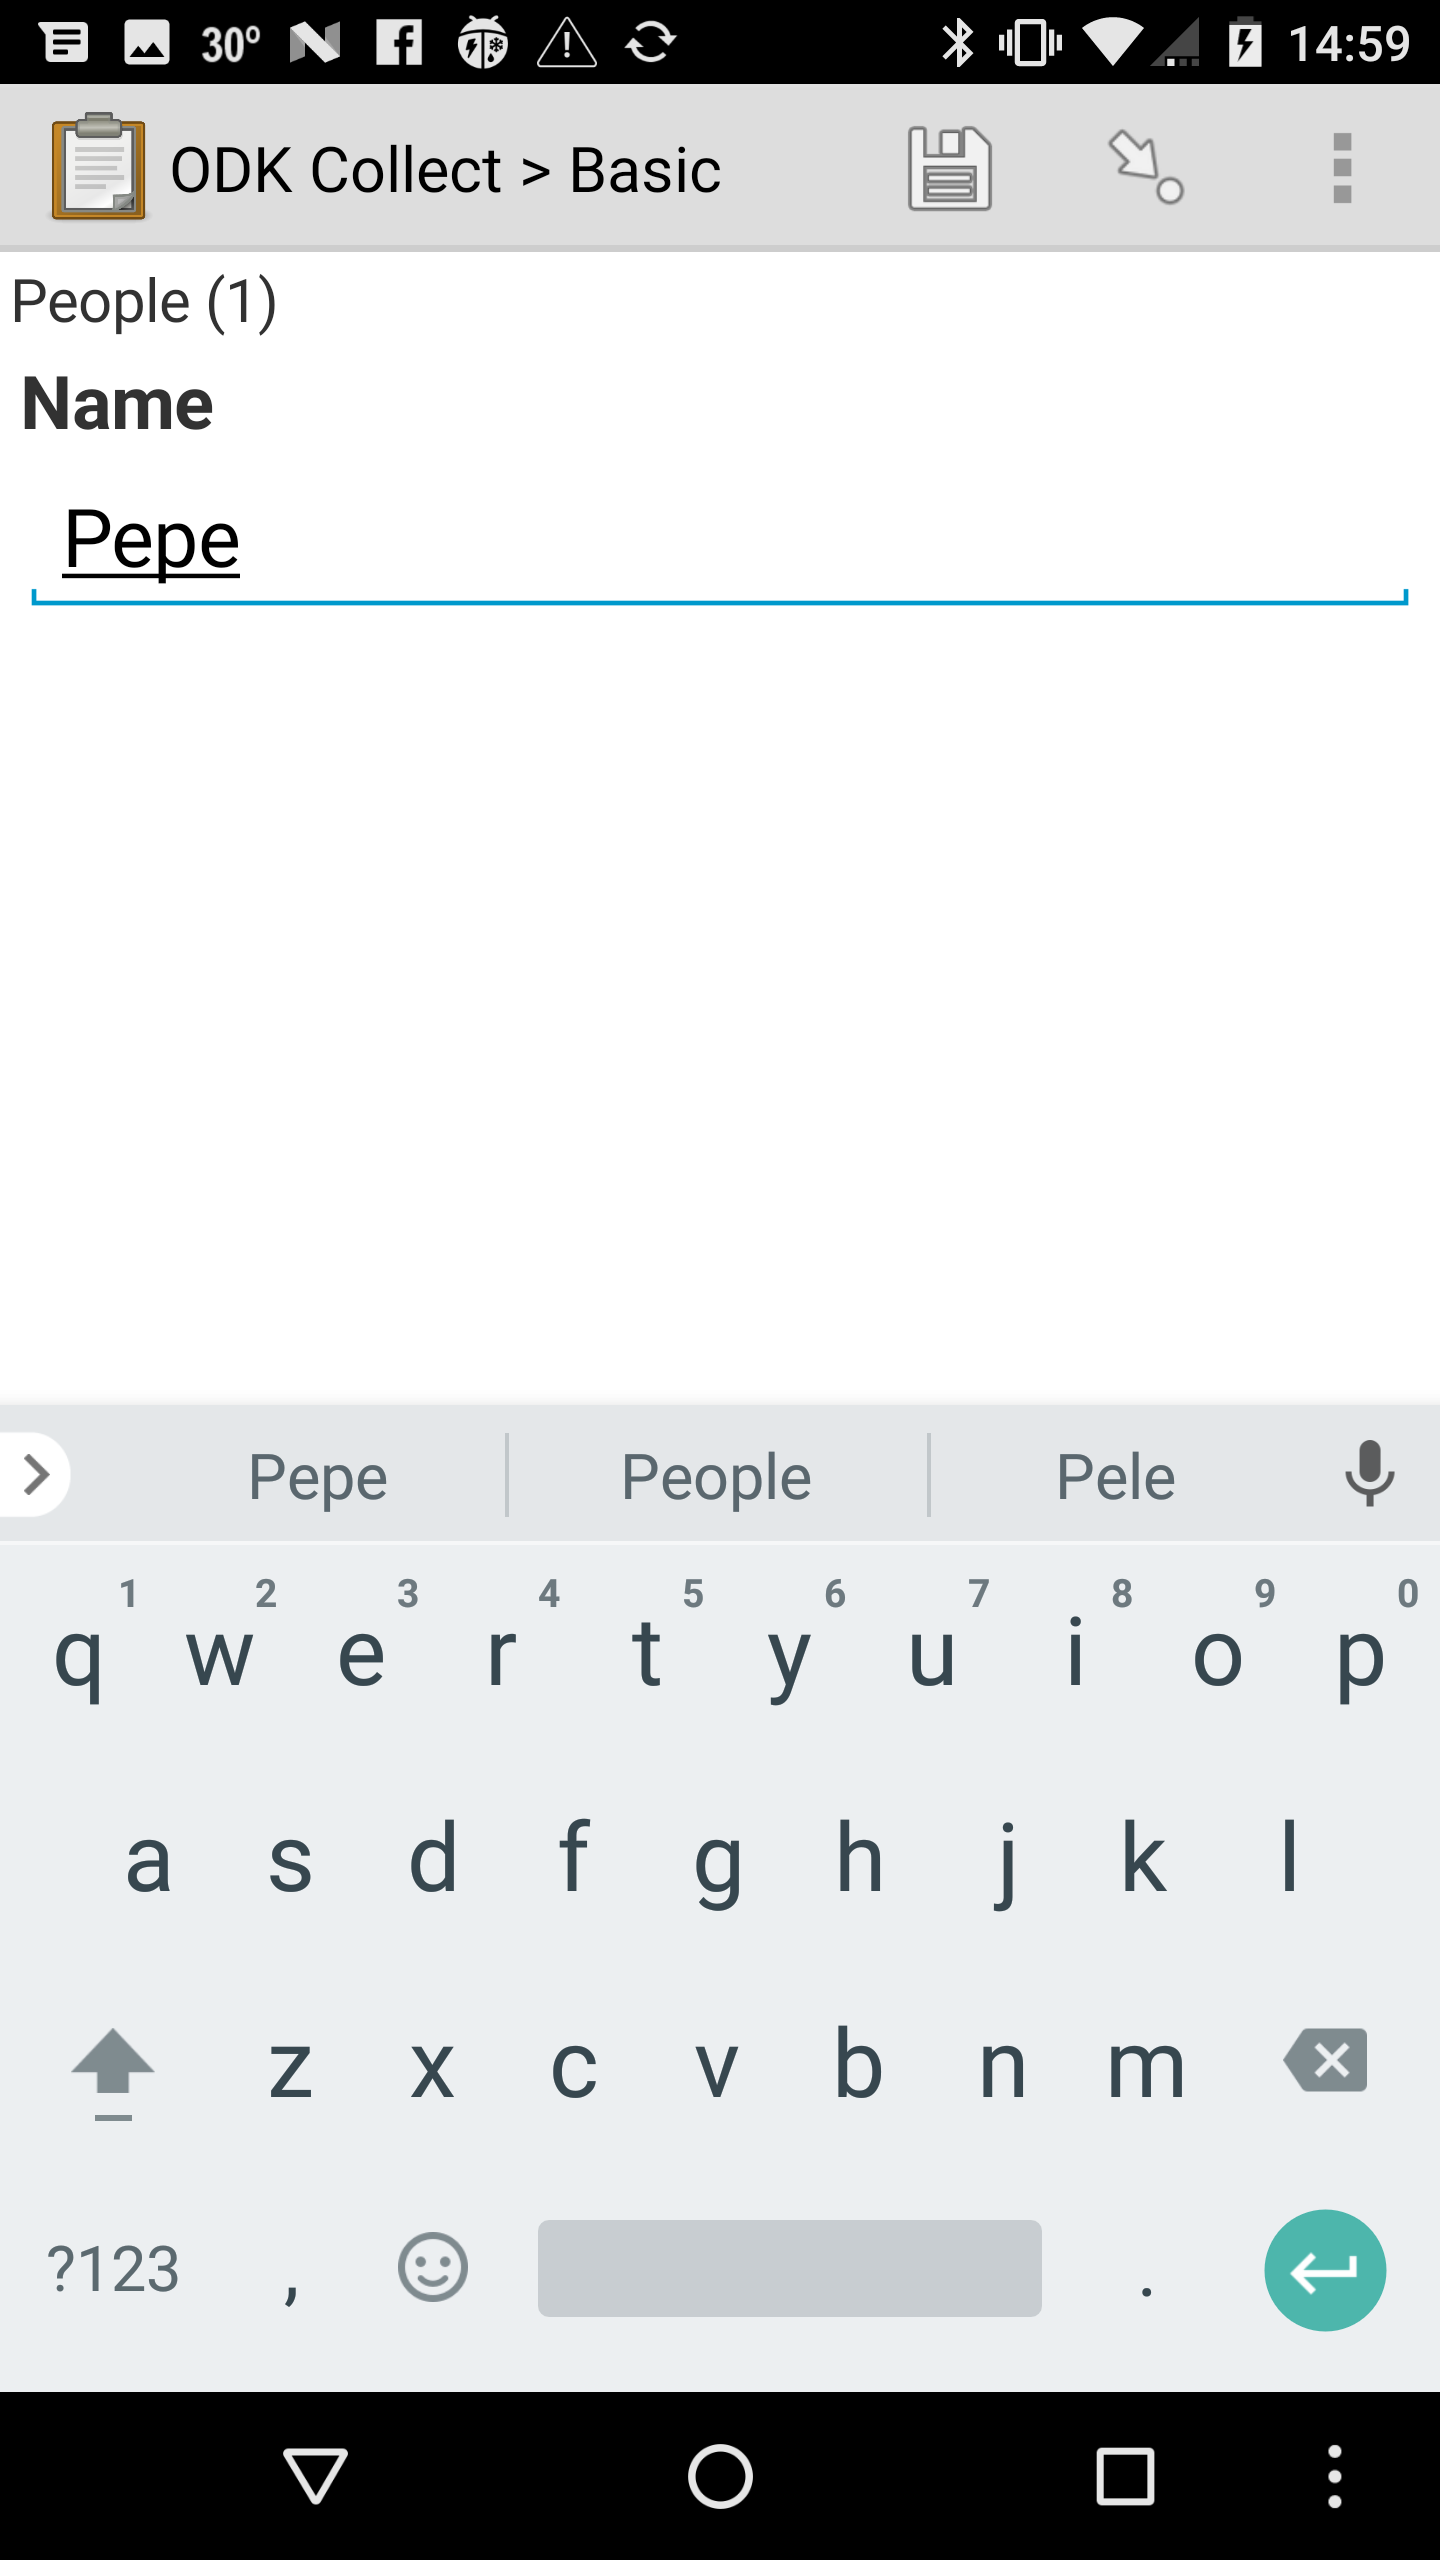 30º 14:59
ODK Collect > Basic
People (1)
Name
Pepe
Pepe People Pele
1 2 3 4 5 6 7 8 9 0
q w e r t y u i o p
a s d f g h j k l
z x c v b n m
?123 , .